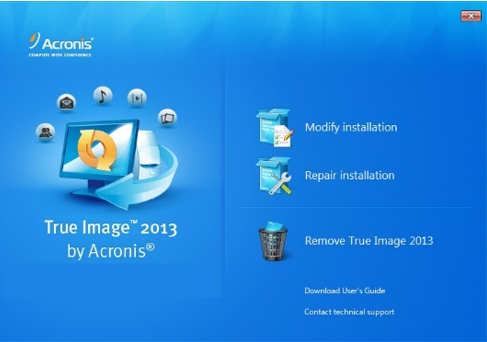 Acronis®
COMPUTE WITH CONFIDENCE
True Image™ 2013
by Acronis®
Modify installation
Repair installation
Remove True Image 2013
Download User's Guide
Contact technical support